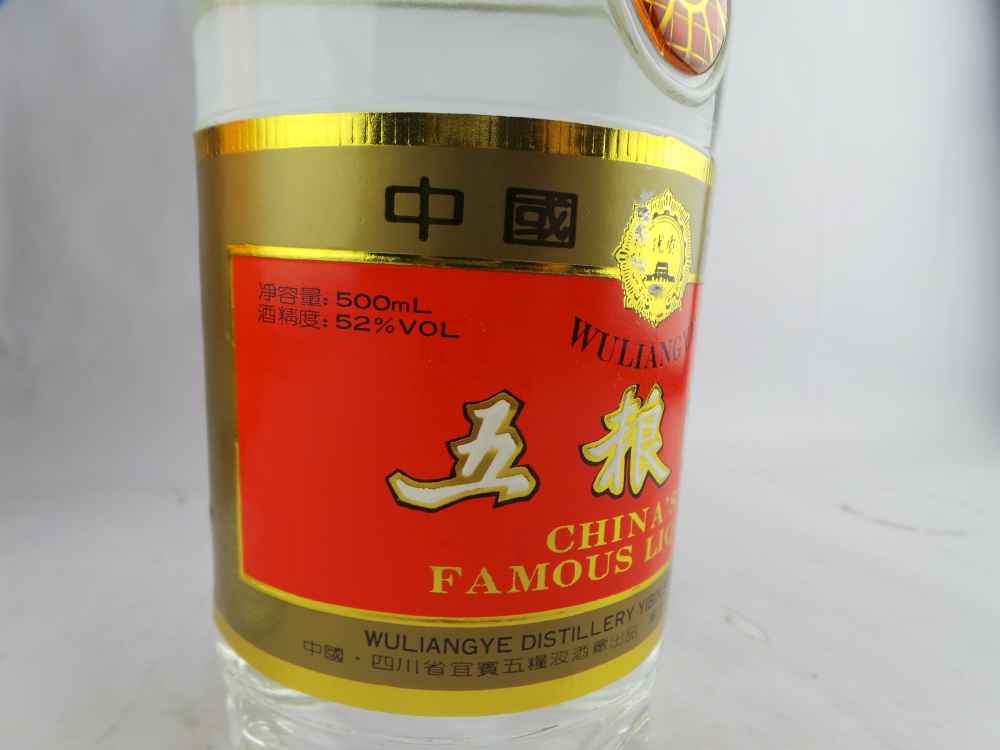 中國
净容量: 500mL
酒精度: 52%VOL
五粮
CHINA'S
FAMOUS
WULIANGYE DISTILLERY
中國·四川省宜賓五糧液酒廠出品